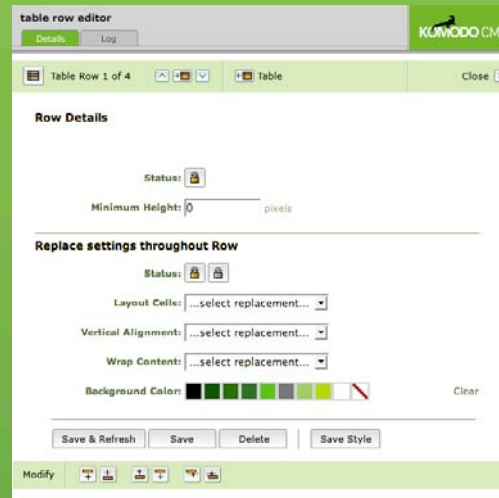 table row editor
Details Log
KOMODO CM
Table Row 1 of 4 Table Close
Row Details
Status:
Minimum Height: 0 pixels
Replace settings throughout Row
Status:
Layout Cells: ...select replacement...
Vertical Alignment: ...select replacement...
Wrap Content: ...select replacement...
Background Color: Clear
Save & Refresh Save Delete Save Style
Modify